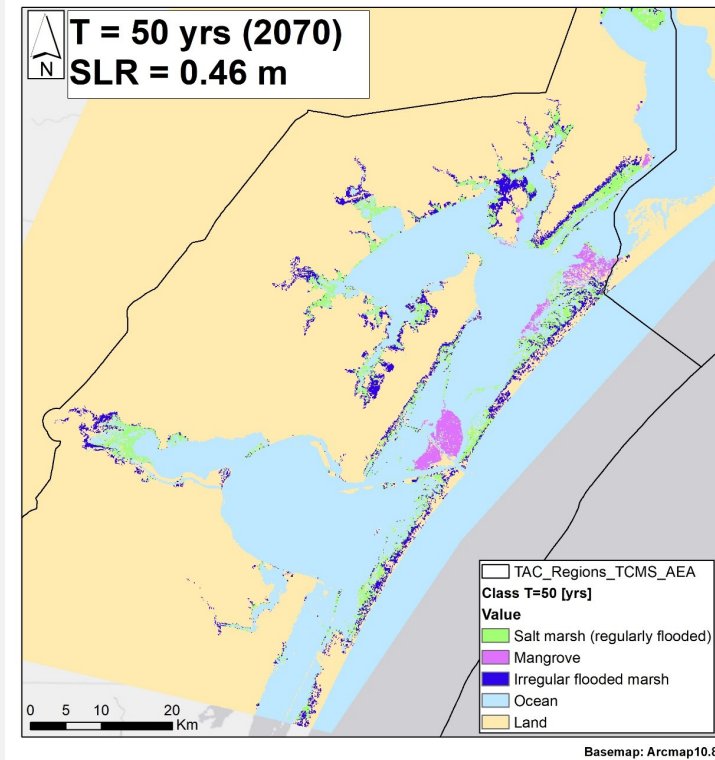 T = 50 yrs (2070)
SLR = 0.46 m
N
TAC_Regions_TCMS_AEA
Class T=50 [yrs]
Value
Salt marsh (regularly flooded)
Mangrove
Irregular flooded marsh
Ocean
Land
0 5 10 20
Km
Basemap: Arcmap10.8